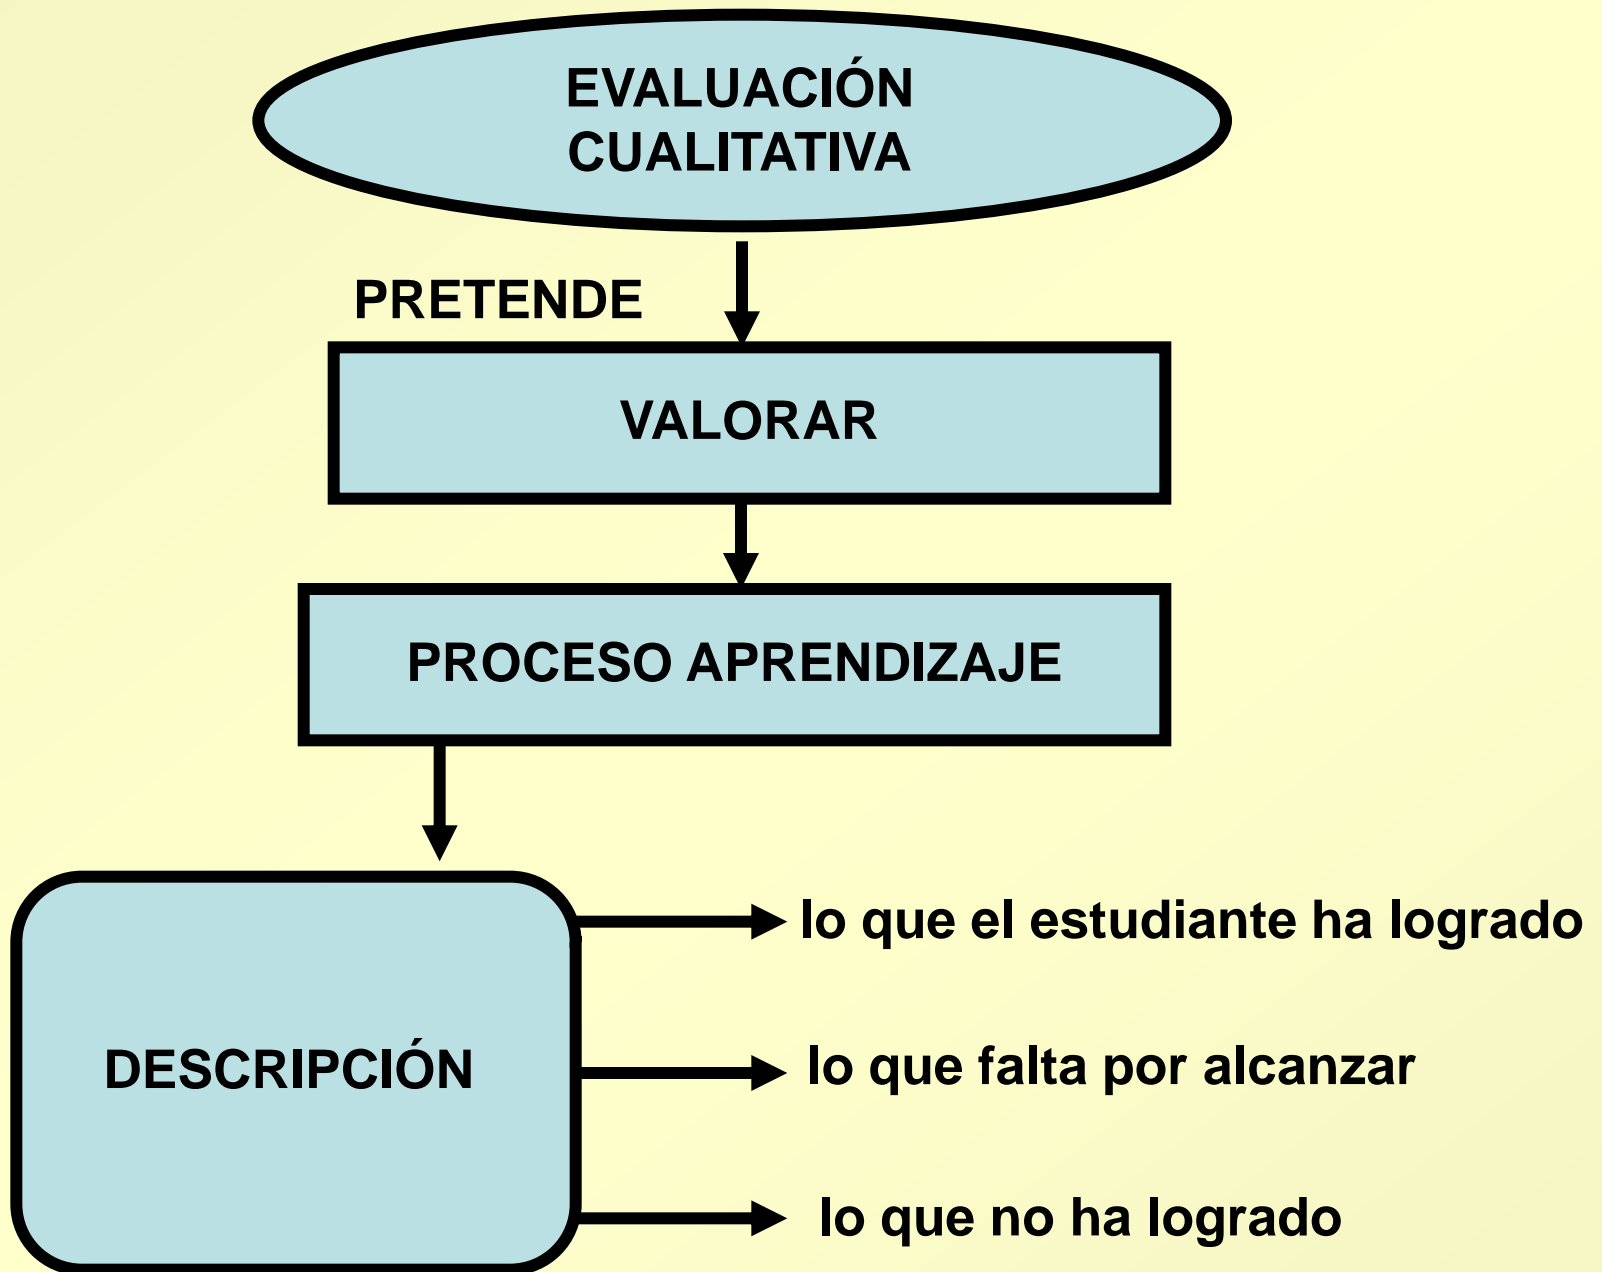 EVALUACIÓN
CUALITATIVA
PRETENDE
VALORAR
PROCESO APRENDIZAJE
DESCRIPCIÓN
lo que el estudiante ha logrado
lo que falta por alcanzar
lo que no ha logrado